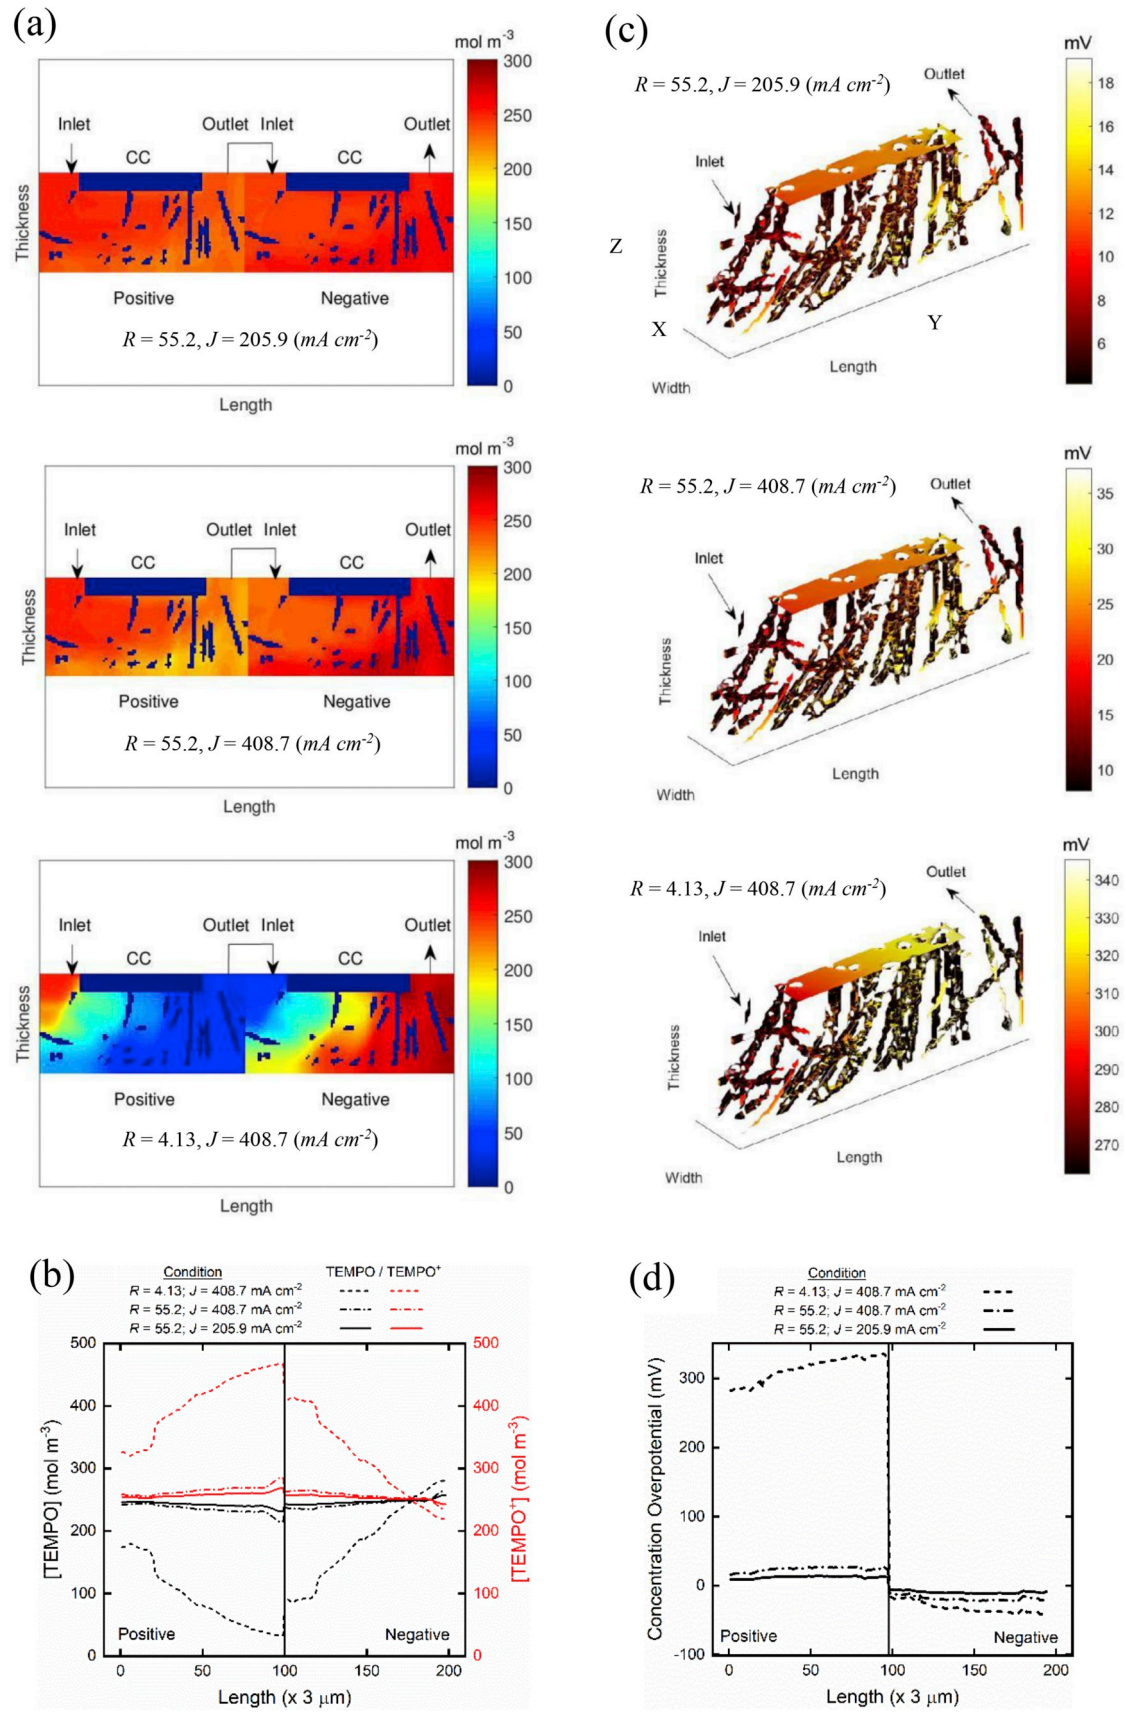 (a)
mol m-3
300
250
200
150
100
50
0
Inlet
Outlet Inlet
Outlet
CC
CC
Thickness
Positive
Negative
R = 55.2, J = 205.9 (mA cm-2)
Length
mol m-3
300
250
200
150
100
50
0
Inlet
Outlet Inlet
Outlet
CC
CC
Thickness
Positive
Negative
R = 55.2, J = 408.7 (mA cm-2)
Length
mol m-3
300
250
200
150
100
50
0
Inlet
Outlet Inlet
Outlet
CC
CC
Thickness
Positive
Negative
R = 4.13, J = 408.7 (mA cm-2)
Length
(c)
mV
R = 55.2, J = 205.9 (mA cm-2)
Outlet
Inlet
Z
Thickness
X
Y
Width
Length
18
16
14
12
10
8
6
mV
R = 55.2, J = 408.7 (mA cm-2)
Outlet
Inlet
Thickness
Width
Length
35
30
25
20
15
10
mV
R = 4.13, J = 408.7 (mA cm-2)
Outlet
Inlet
Thickness
Width
Length
340
330
320
310
300
290
280
270
(b)
Condition
TEMPO / TEMPO+
R = 4.13; J = 408.7 mA cm-2
R = 55.2; J = 408.7 mA cm-2
R = 55.2; J = 205.9 mA cm-2
[TEMPO] (mol m-3)
500
400
300
200
100
0
500
400
300
200
100
0
[TEMPO+] (mol m-3)
Positive
Negative
0
50
100
150
200
Length (x 3 μm)
(d)
Condition
R = 4.13; J = 408.7 mA cm-2
R = 55.2; J = 408.7 mA cm-2
R = 55.2; J = 205.9 mA cm-2
Concentration Overpotential (mV)
300
200
100
0
-100
Positive
Negative
0
50
100
150
200
Length (x 3 μm)